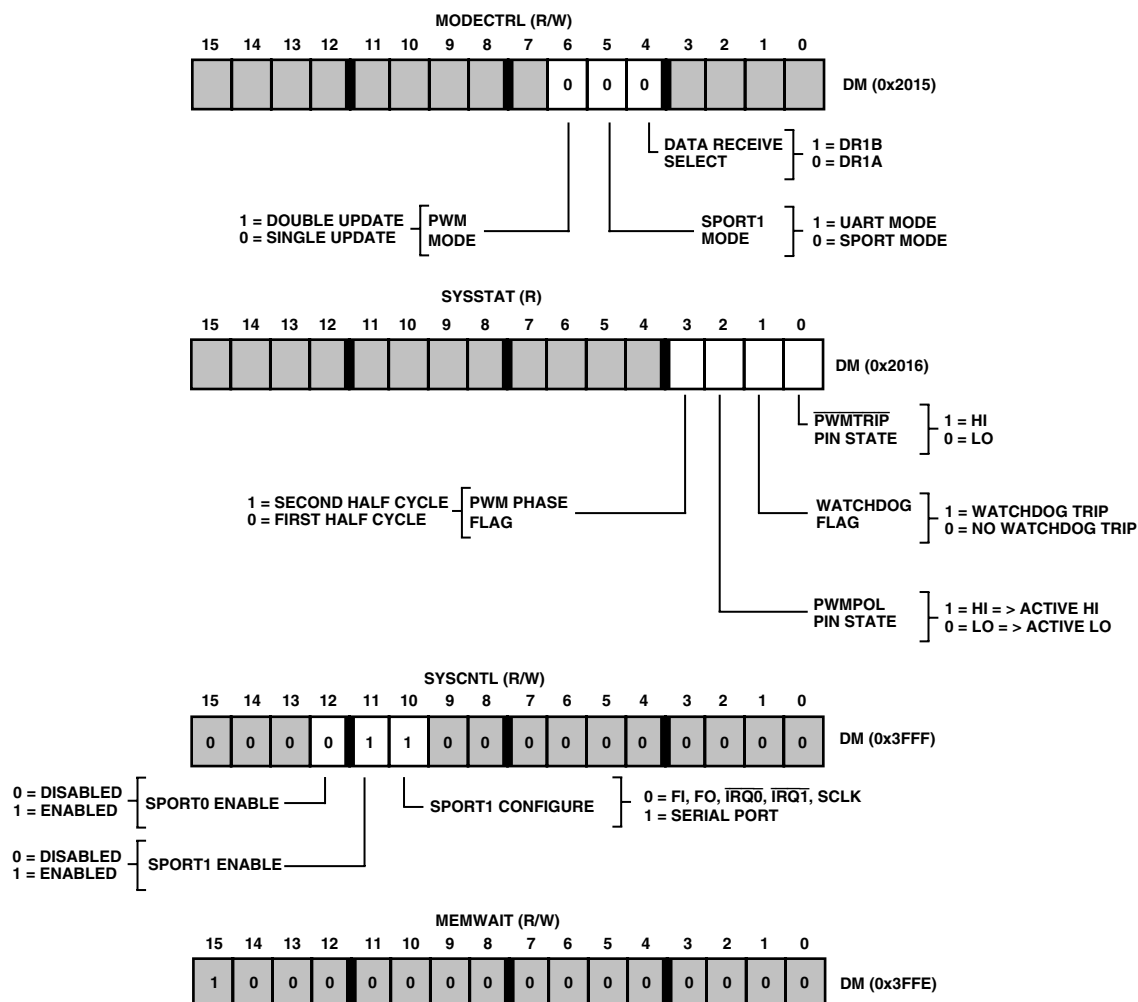 MODECTRL (R/W)
15 14 13 12 11 10 9 8 7 6 5 4 3 2 1 0
0 0 0 DM (0x2015)
DATA RECEIVE 1 = DR1B
SELECT 0 = DR1A
1 = DOUBLE UPDATE PWM SPORT1 1 = UART MODE
0 = SINGLE UPDATE MODE MODE 0 = SPORT MODE
SYSSTAT (R)
15 14 13 12 11 10 9 8 7 6 5 4 3 2 1 0
DM (0x2016)
PWMTRIP 1 = HI
PIN STATE 0 = LO
1 = SECOND HALF CYCLE PWM PHASE WATCHDOG 1 = WATCHDOG TRIP
0 = FIRST HALF CYCLE FLAG FLAG 0 = NO WATCHDOG TRIP
PWMPOL 1 = HI = > ACTIVE HI
PIN STATE 0 = LO = > ACTIVE LO
SYSCNTL (R/W)
15 14 13 12 11 10 9 8 7 6 5 4 3 2 1 0
0 0 0 0 1 1 0 0 0 0 0 0 0 0 0 0 DM (0x3FFF)
0 = DISABLED SPORT0 ENABLE SPORT1 CONFIGURE 0 = FI, FO, IRQ0, IRQ1, SCLK
1 = ENABLED 1 = SERIAL PORT
0 = DISABLED SPORT1 ENABLE
1 = ENABLED
MEMWAIT (R/W)
15 14 13 12 11 10 9 8 7 6 5 4 3 2 1 0
1 0 0 0 0 0 0 0 0 0 0 0 0 0 0 0 DM (0x3FFE)